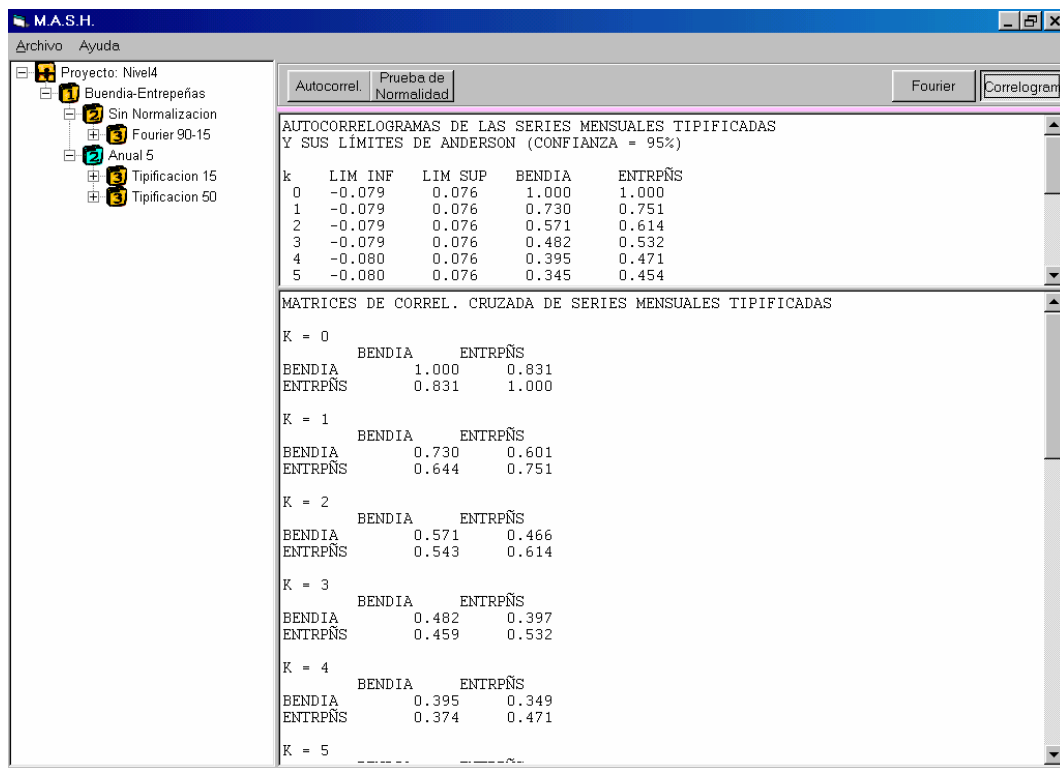 M.A.S.H.
Archivo Ayuda
Proyecto: Nivel4
1 Buendia-Entrepeñas
2 Sin Normalizacion
3 Fourier 90-15
2 Anual 5
3 Tipificacion 15
3 Tipificacion 50
Autocorrel. Prueba de Normalidad Fourier Correlogram
AUTOCORRELOGRAMAS DE LAS SERIES MENSUALES TIPIFICADAS
Y SUS LÍMITES DE ANDERSON (CONFIANZA = 95%)
k LIM INF LIM SUP BENDIA ENTRPÑS
0 -0.079 0.076 1.000 1.000
1 -0.079 0.076 0.730 0.751
2 -0.079 0.076 0.571 0.614
3 -0.079 0.076 0.482 0.532
4 -0.080 0.076 0.395 0.471
5 -0.080 0.076 0.345 0.454
MATRICES DE CORREL. CRUZADA DE SERIES MENSUALES TIPIFICADAS
K = 0
BENDIA ENTRPÑS
BENDIA 1.000 0.831
ENTRPÑS 0.831 1.000
K = 1
BENDIA ENTRPÑS
BENDIA 0.730 0.601
ENTRPÑS 0.644 0.751
K = 2
BENDIA ENTRPÑS
BENDIA 0.571 0.466
ENTRPÑS 0.543 0.614
K = 3
BENDIA ENTRPÑS
BENDIA 0.482 0.397
ENTRPÑS 0.459 0.532
K = 4
BENDIA ENTRPÑS
BENDIA 0.395 0.349
ENTRPÑS 0.374 0.471
K = 5